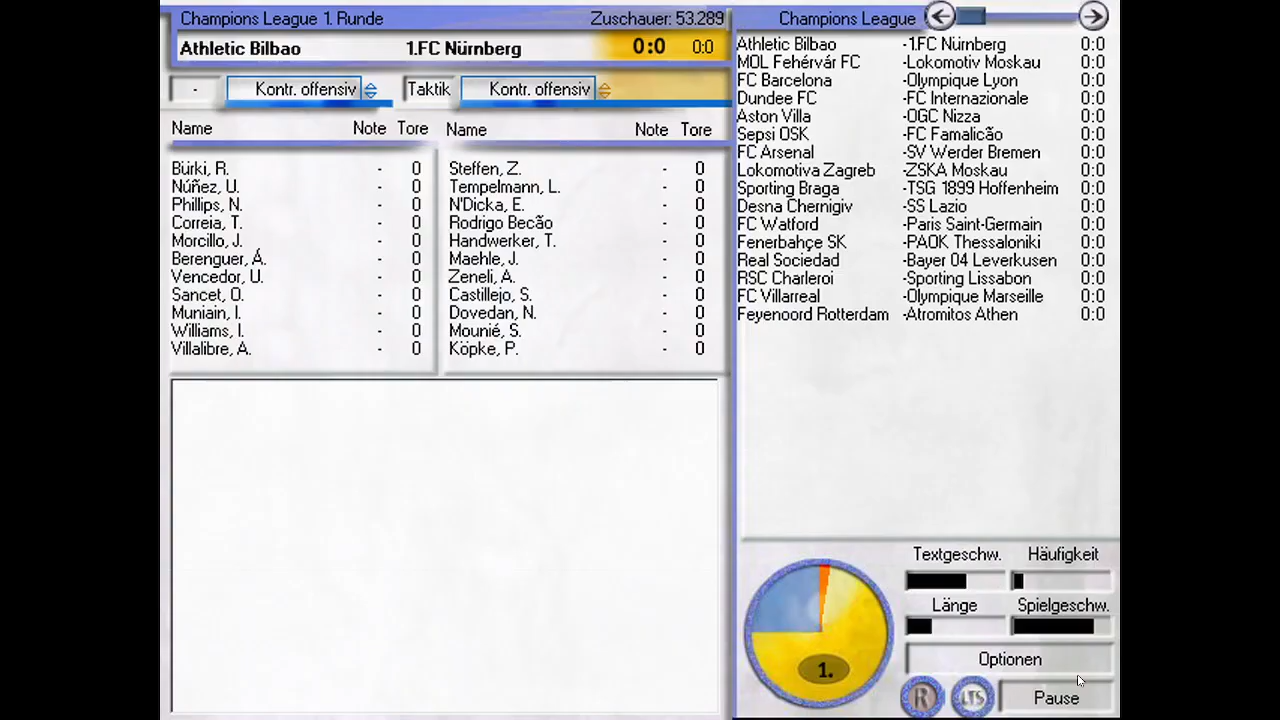 Champions League 1. Runde Zuschauer: 53.289
Athletic Bilbao 1.FC Nürnberg 0:0 0:0
- Kontr. offensiv Taktik Kontr. offensiv
Name Note Tore Name Note Tore
Bürki, R. - 0 Steffen, Z. - 0
Núñez, U. - 0 Tempelmann, L. - 0
Phillips, N. - 0 N'Dicka, E. - 0
Correia, T. - 0 Rodrigo Becão - 0
Morcillo, J. - 0 Handwerker, T. - 0
Berenguer, Á. - 0 Maehle, J. - 0
Vencedor, U. - 0 Zeneli, A. - 0
Sancet, O. - 0 Castillejo, S. - 0
Muniain, I. - 0 Dovedan, N. - 0
Williams, I. - 0 Mounié, S. - 0
Villalibre, A. - 0 Köpke, P. - 0
Champions League
Athletic Bilbao -1.FC Nürnberg 0:0
MOL Fehérvár FC -Lokomotiv Moskau 0:0
FC Barcelona -Olympique Lyon 0:0
Dundee FC -FC Internazionale 0:0
Aston Villa -OGC Nizza 0:0
Sepsi OSK -FC Famalicão 0:0
FC Arsenal -SV Werder Bremen 0:0
Lokomotiva Zagreb -ZSKA Moskau 0:0
Sporting Braga -TSG 1899 Hoffenheim 0:0
Desna Chernigiv -SS Lazio 0:0
FC Watford -Paris Saint-Germain 0:0
Fenerbahçe SK -PAOK Thessaloniki 0:0
Real Sociedad -Bayer 04 Leverkusen 0:0
RSC Charleroi -Sporting Lissabon 0:0
FC Villarreal -Olympique Marseille 0:0
Feyenoord Rotterdam -Atromitos Athen 0:0
Textgeschw. Häufigkeit
Länge Spielgeschw.
1.
Optionen
R LTS Pause